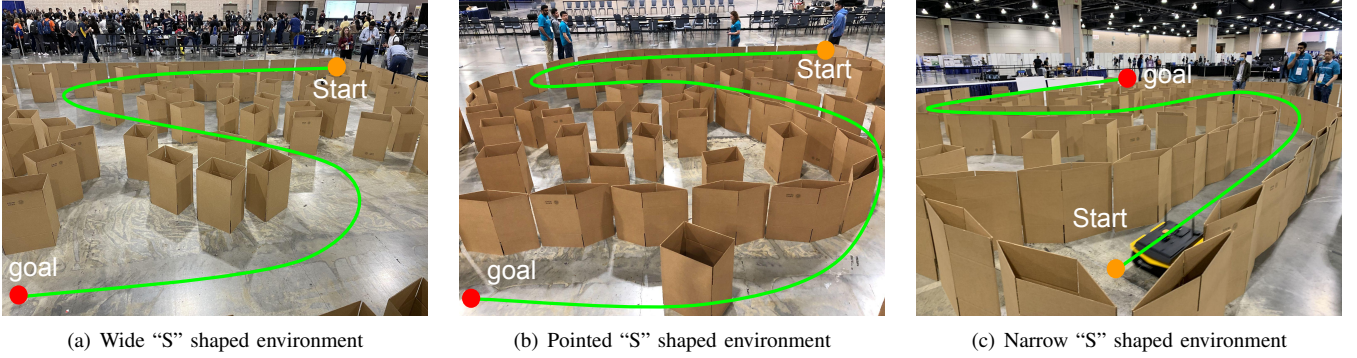 Start
goal
(a) Wide “S” shaped environment
Start
goal
(b) Pointed “S” shaped environment
goal
Start
(c) Narrow “S” shaped environment